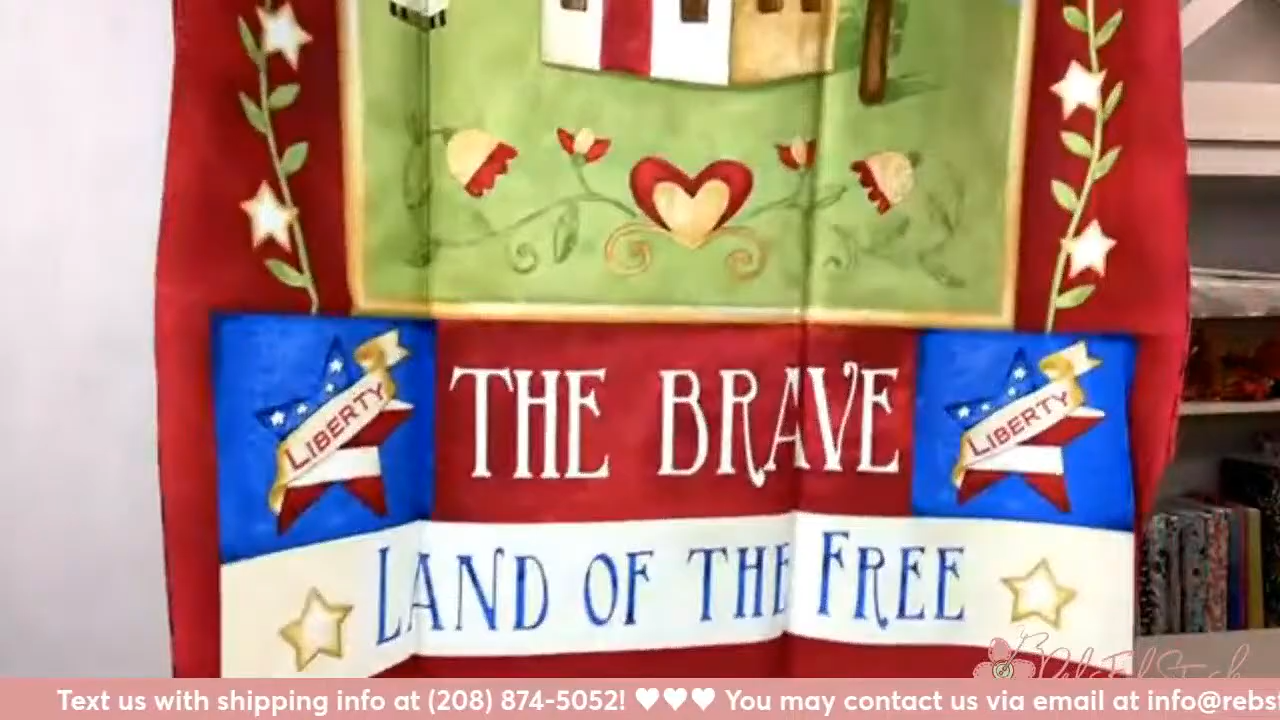 LIBERTY
THE BRAVE
LIBERTY
LAND OF THE FREE
Text us with shipping info at (208) 874-5052! ♥♥♥ You may contact us via email at info@rebs